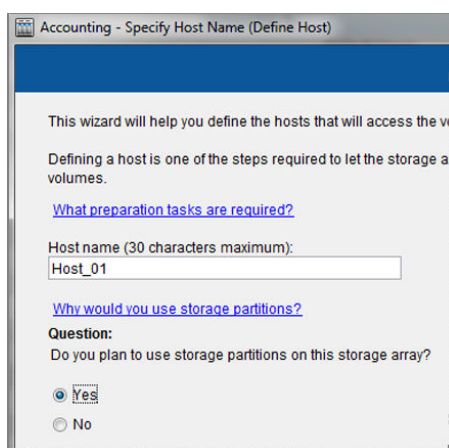 Accounting - Specify Host Name (Define Host)
This wizard will help you define the hosts that will access the
Defining a host is one of the steps required to let the storage
volumes.
What preparation tasks are required?
Host name (30 characters maximum):
Host_01
Why would you use storage partitions?
Question:
Do you plan to use storage partitions on this storage array?
Yes
No